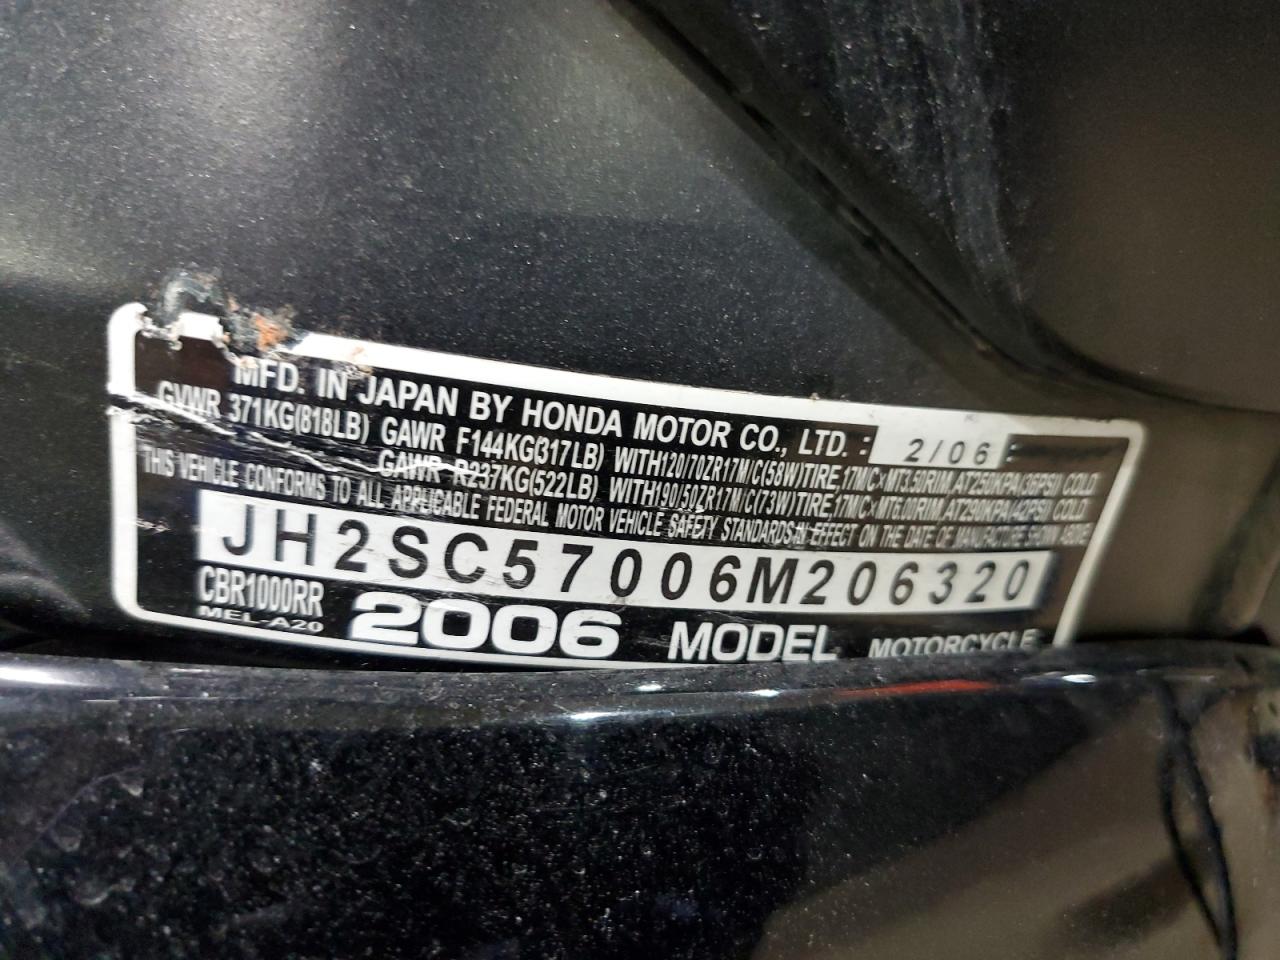 MFD. IN JAPAN BY HONDA MOTOR CO., LTD. : 2/06 :
GVWR 371KG(818LB) GAWR F144KG(317LB) WITH120/70ZR17M/C(58W)TIRE,17M/C×MT3.50RIM,AT250KPA(36PSI) COLD
GAWR R237KG(522LB) WITH190/50ZR17M/C(73W)TIRE,17M/C×MT6.00RIM,AT290KPA(42PSI) COLD
THIS VEHICLE CONFORMS TO ALL APPLICABLE FEDERAL MOTOR VEHICLE SAFETY STANDARDS IN EFFECT ON THE DATE OF MANUFACTURE SHOWN ABOVE
JH2SC57006M206320
CBR1000RR
MEL-A20
2006 MODEL MOTORCYCLE